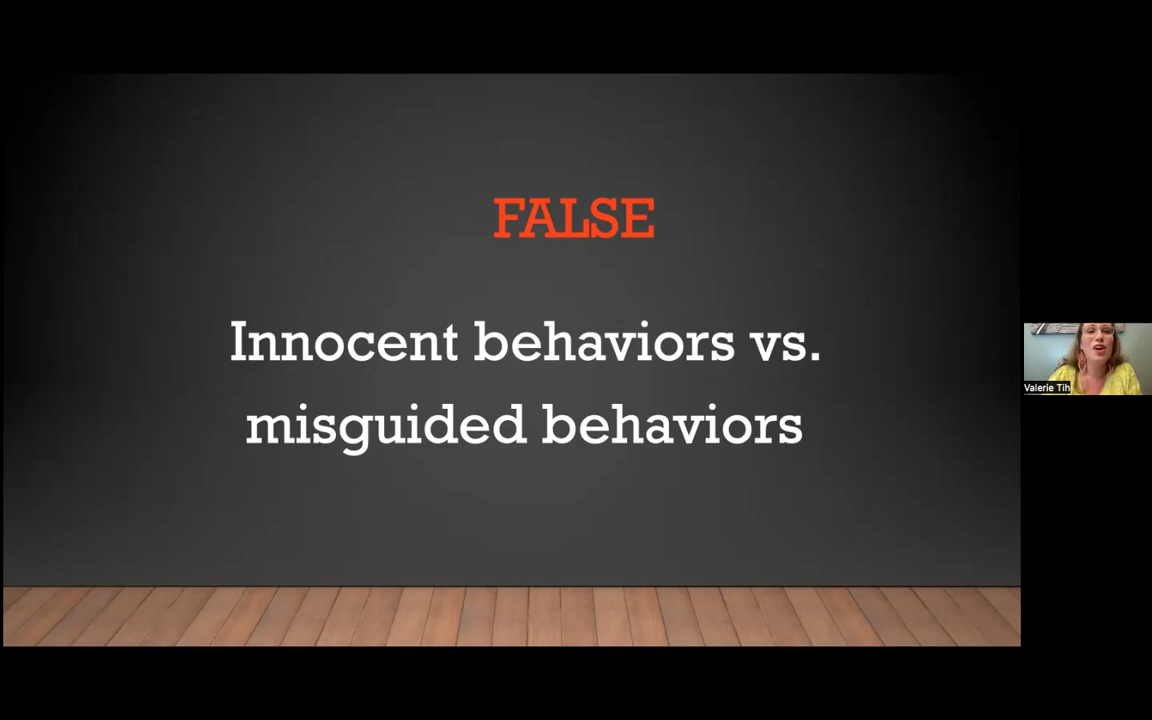 FALSE
Innocent behaviors vs.
misguided behaviors
Valerie Tih